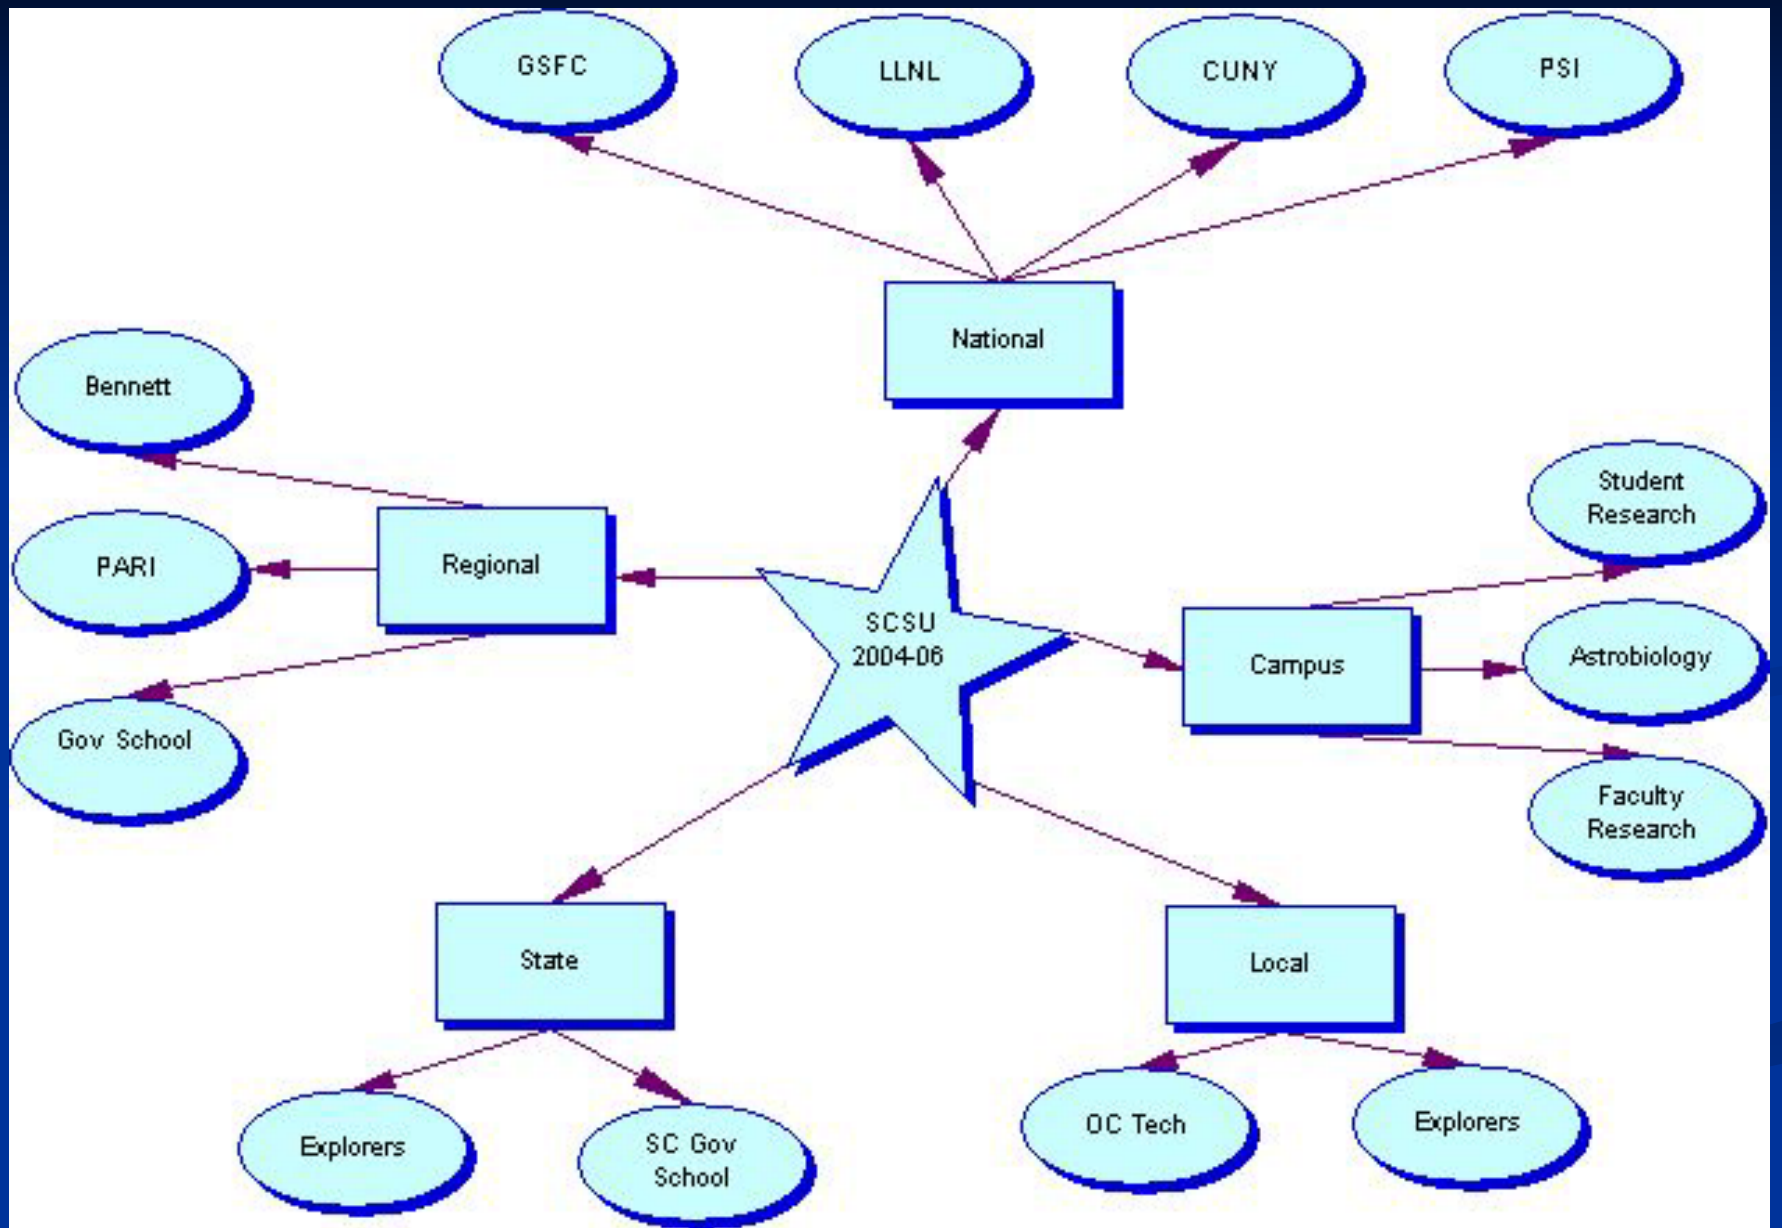 GSFC
LLNL
CUNY
PSI
National
Bennett
PARI
Gov School
Regional
SCSU
2004-06
Campus
Student
Research
Astrobiology
Faculty
Research
State
Local
Explorers
SC Gov
School
OC Tech
Explorers